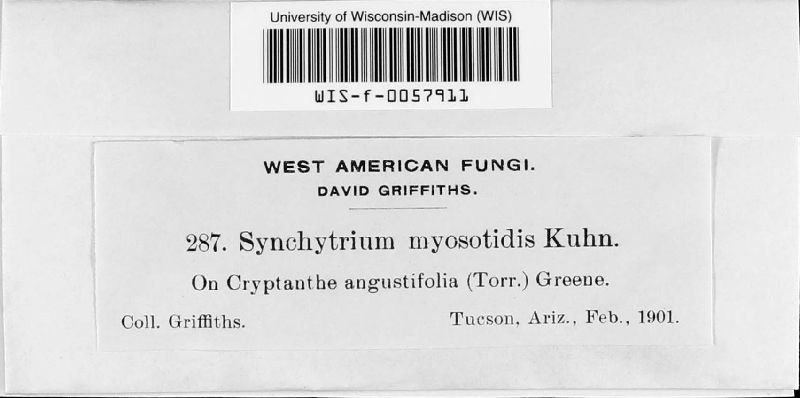 University of Wisconsin-Madison (WIS)
WIS-f-0057911
WEST AMERICAN FUNGI.
DAVID GRIFFITHS.
287. Synchytrium myosotidis Kuhn.
On Cryptanthe angustifolia (Torr.) Greene.
Coll. Griffiths. Tucson, Ariz., Feb., 1901.